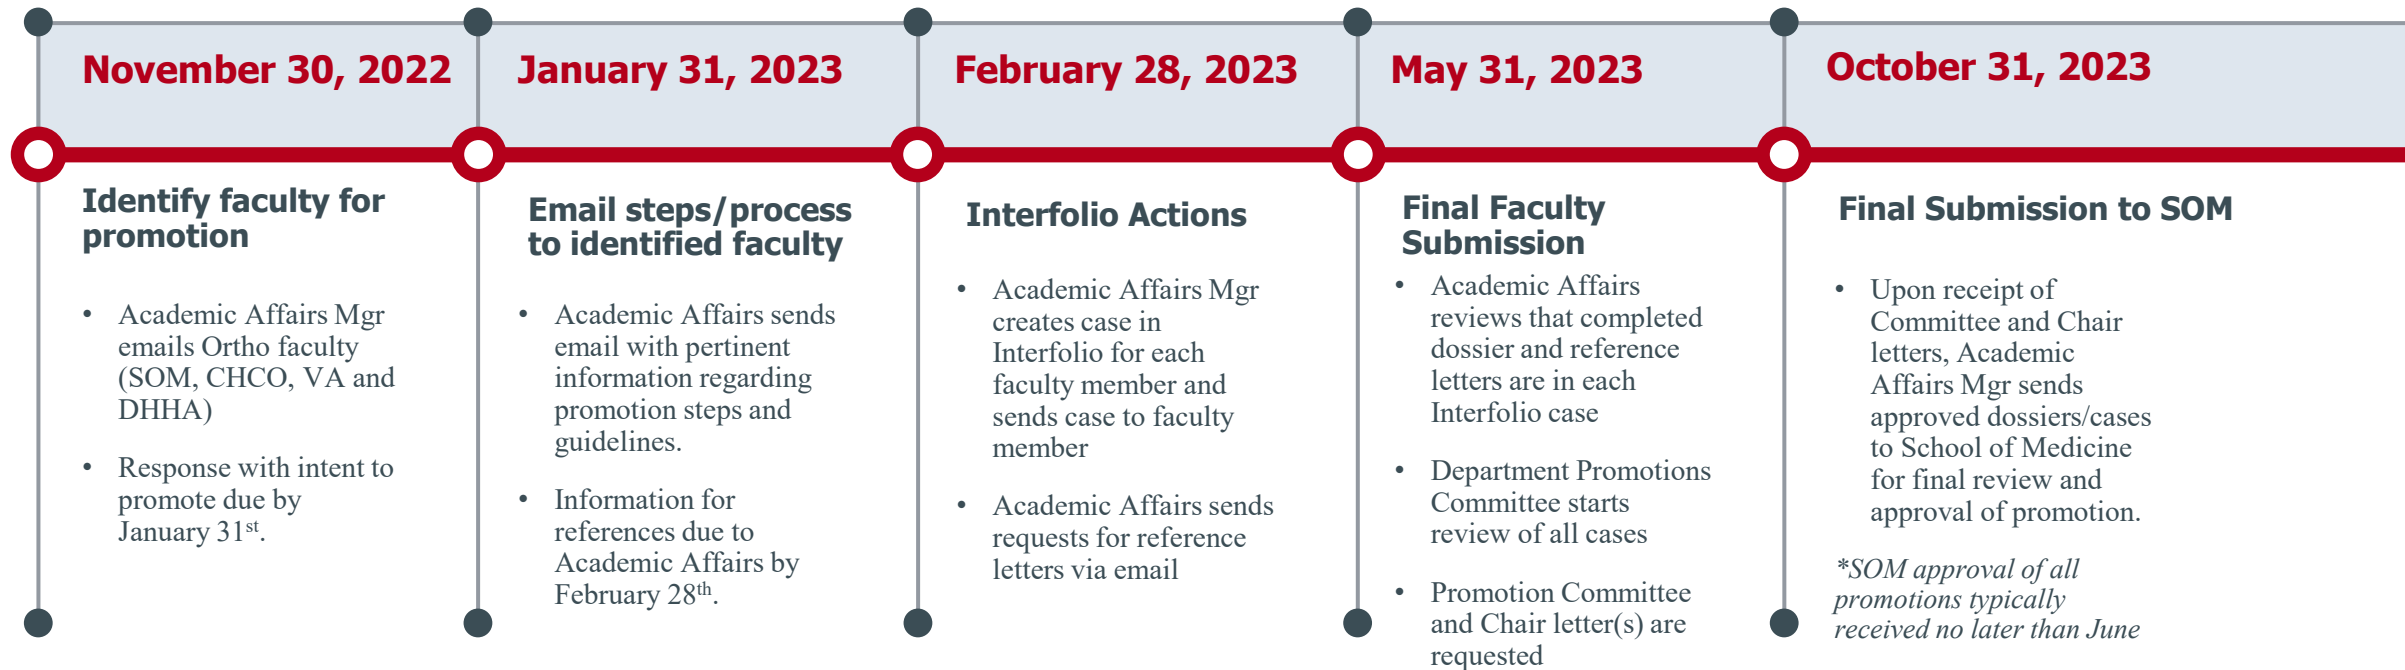 November 30, 2022
Identify faculty for
promotion
• Academic Affairs Mgr
emails Ortho faculty
(SOM, CHCO, VA and
DHHA)
• Response with intent to
promote due by
January 31st.
January 31, 2023
Email steps/process
to identified faculty
• Academic Affairs sends
email with pertinent
information regarding
promotion steps and
guidelines.
• Information for
references due to
Academic Affairs by
February 28th.
February 28, 2023
Interfolio Actions
• Academic Affairs Mgr
creates case in
Interfolio for each
faculty member and
sends case to faculty
member
• Academic Affairs sends
requests for reference
letters via email
May 31, 2023
Final Faculty
Submission
• Academic Affairs
reviews that completed
dossier and reference
letters are in each
Interfolio case
• Department Promotions
Committee starts
review of all cases
• Promotion Committee
and Chair letter(s) are
requested
October 31, 2023
Final Submission to SOM
• Upon receipt of
Committee and Chair
letters, Academic
Affairs Mgr sends
approved dossiers/cases
to School of Medicine
for final review and
approval of promotion.
*SOM approval of all
promotions typically
received no later than June